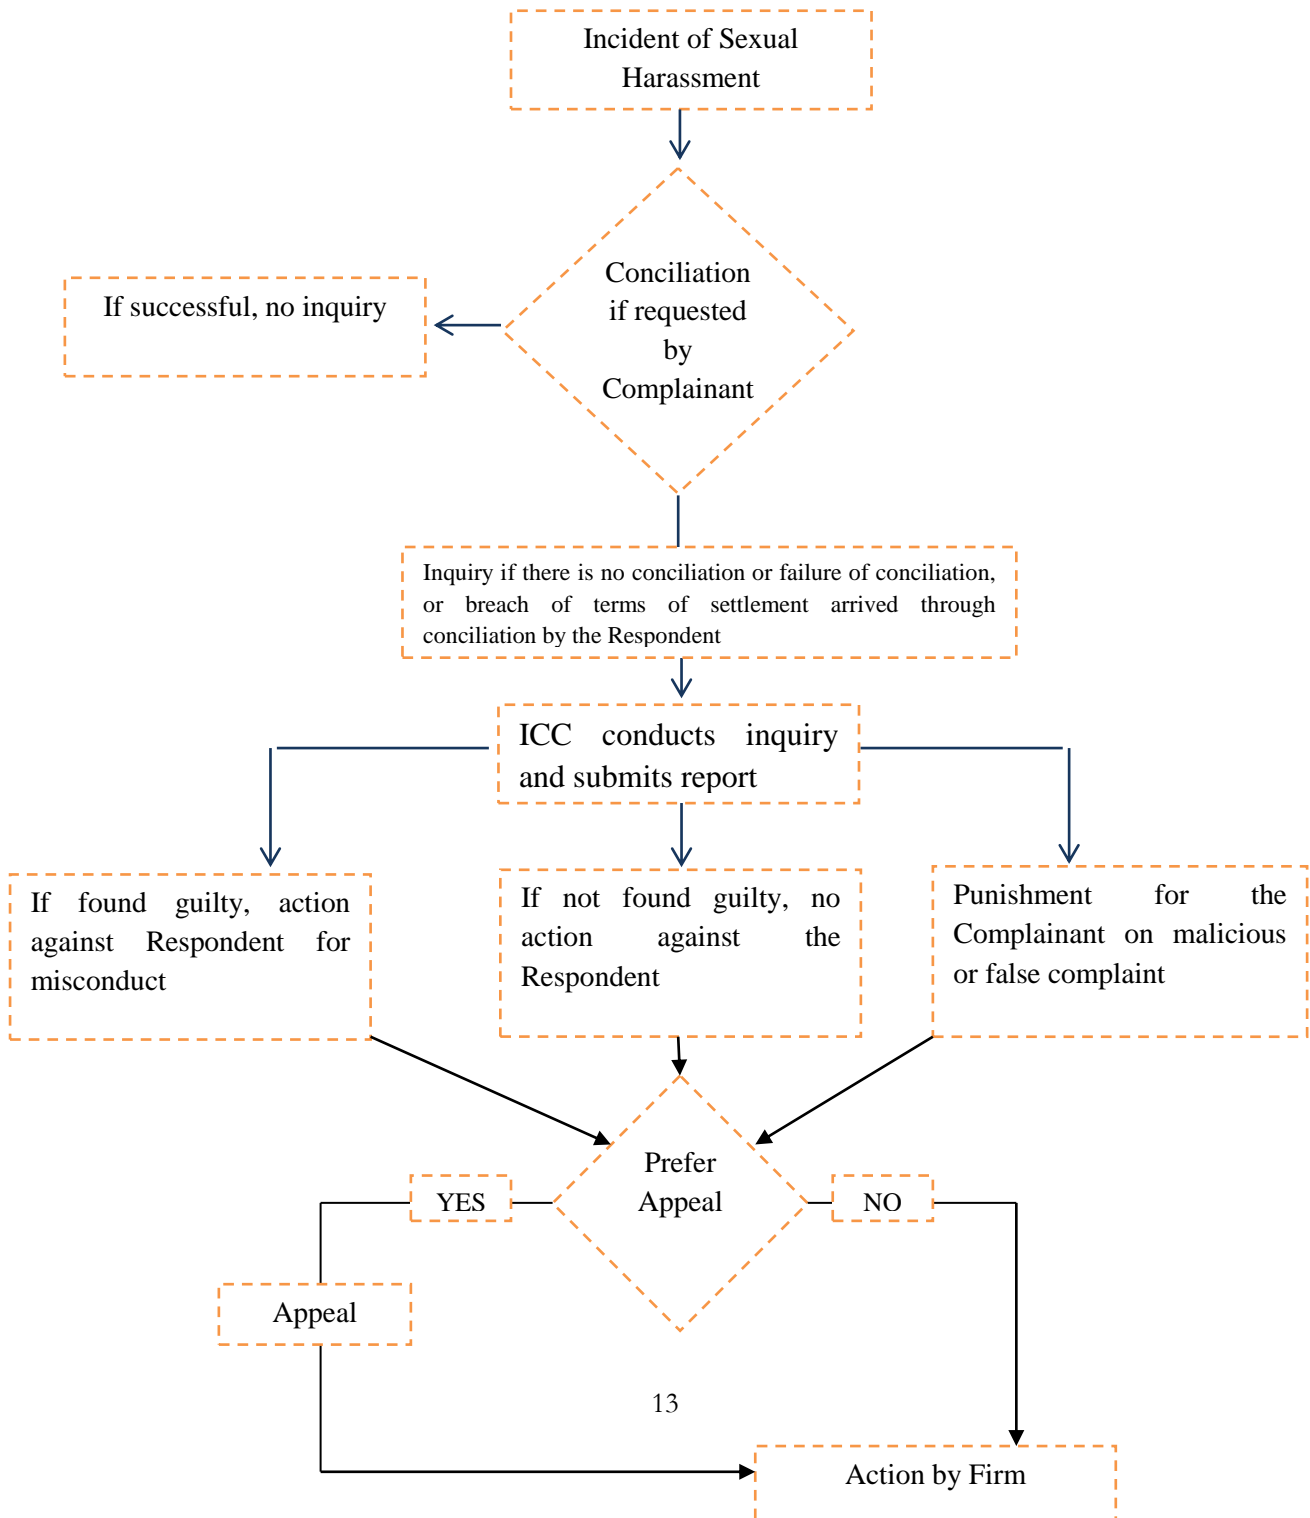 Incident of Sexual
Harassment
Conciliation
if requested
by
Complainant
If successful, no inquiry
Inquiry if there is no conciliation or failure of conciliation,
or breach of terms of settlement arrived through
conciliation by the Respondent
ICC conducts inquiry
and submits report
If found guilty, action
against Respondent for
misconduct
If not found guilty, no
action against the
Respondent
Punishment for the
Complainant on malicious
or false complaint
Prefer
Appeal
YES
NO
Appeal
13
Action by Firm